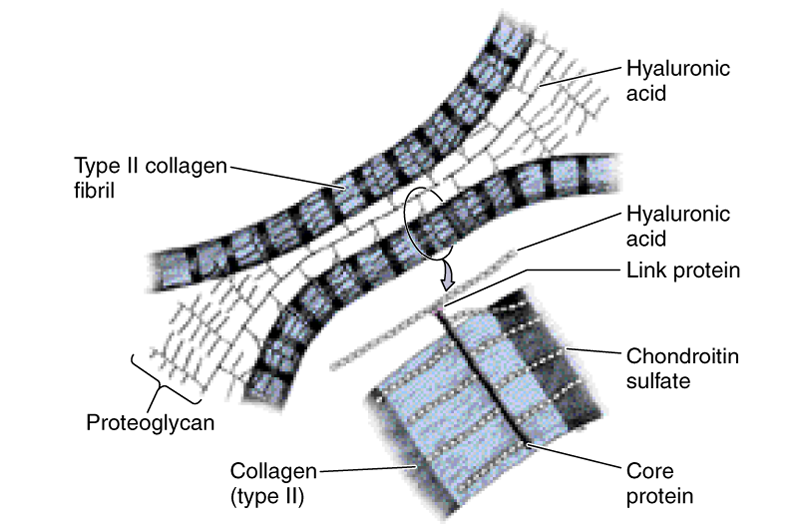 Hyaluronic
acid
Type II collagen
fibril
Hyaluronic
acid
Link protein
Chondroitin
sulfate
Proteoglycan
Collagen
(type II)
Core
protein